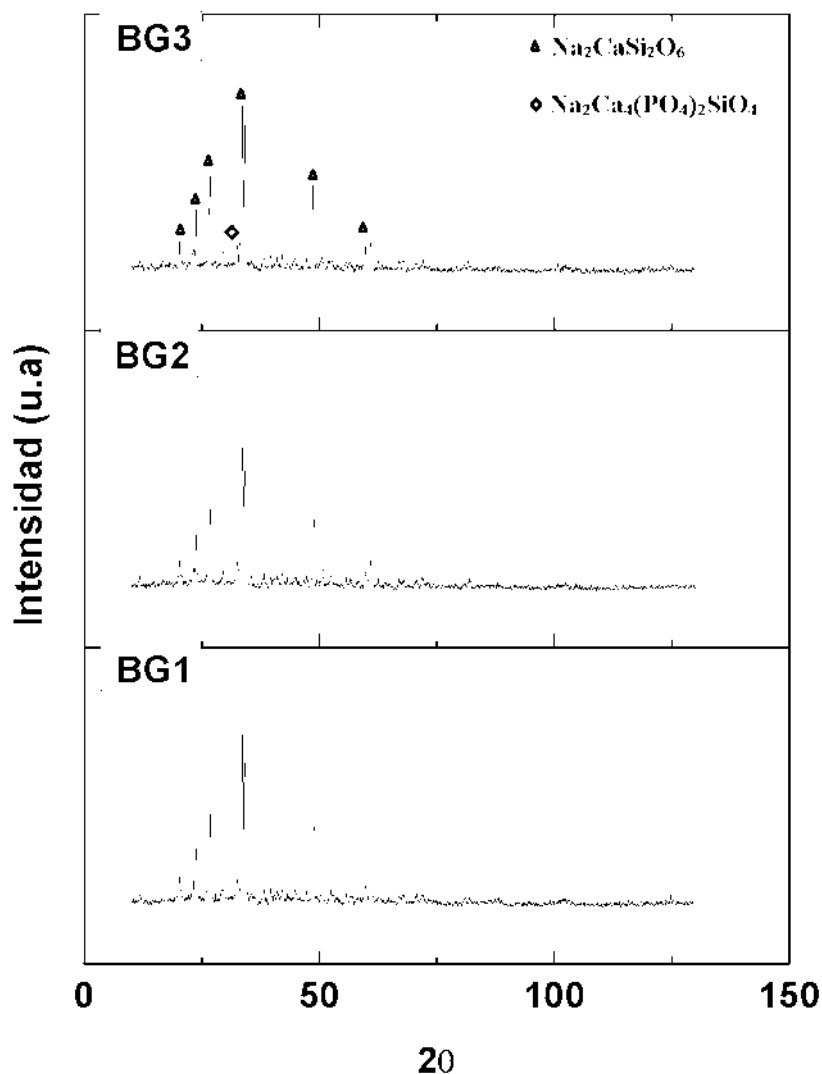 BG3
▵ Na₂CaSi₂O₆
◇ Na₂Ca₄(PO₄)₂SiO₄
BG2
Intensidad (u.a)
BG1
0 50 100 150
2θ